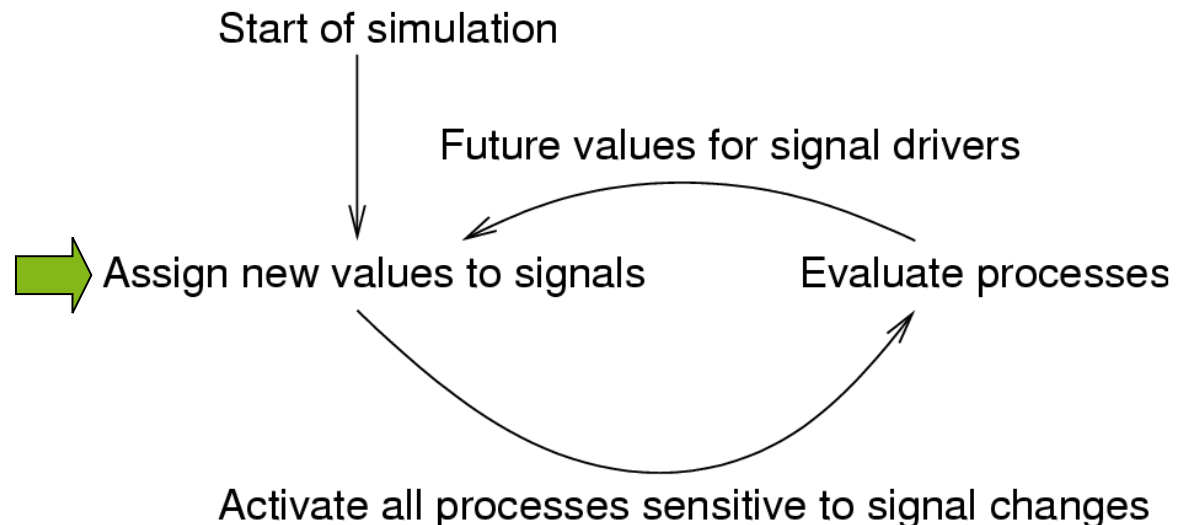 Start of simulation
Future values for signal drivers
Assign new values to signals
Evaluate processes
Activate all processes sensitive to signal changes